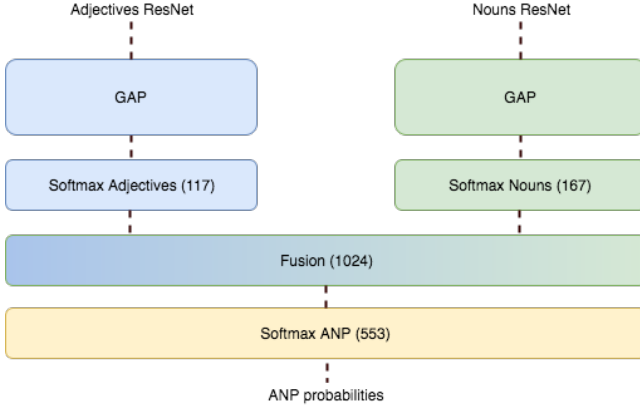 Adjectives ResNet
Nouns ResNet
GAP
GAP
Softmax Adjectives (117)
Softmax Nouns (167)
Fusion (1024)
Softmax ANP (553)
ANP probabilities